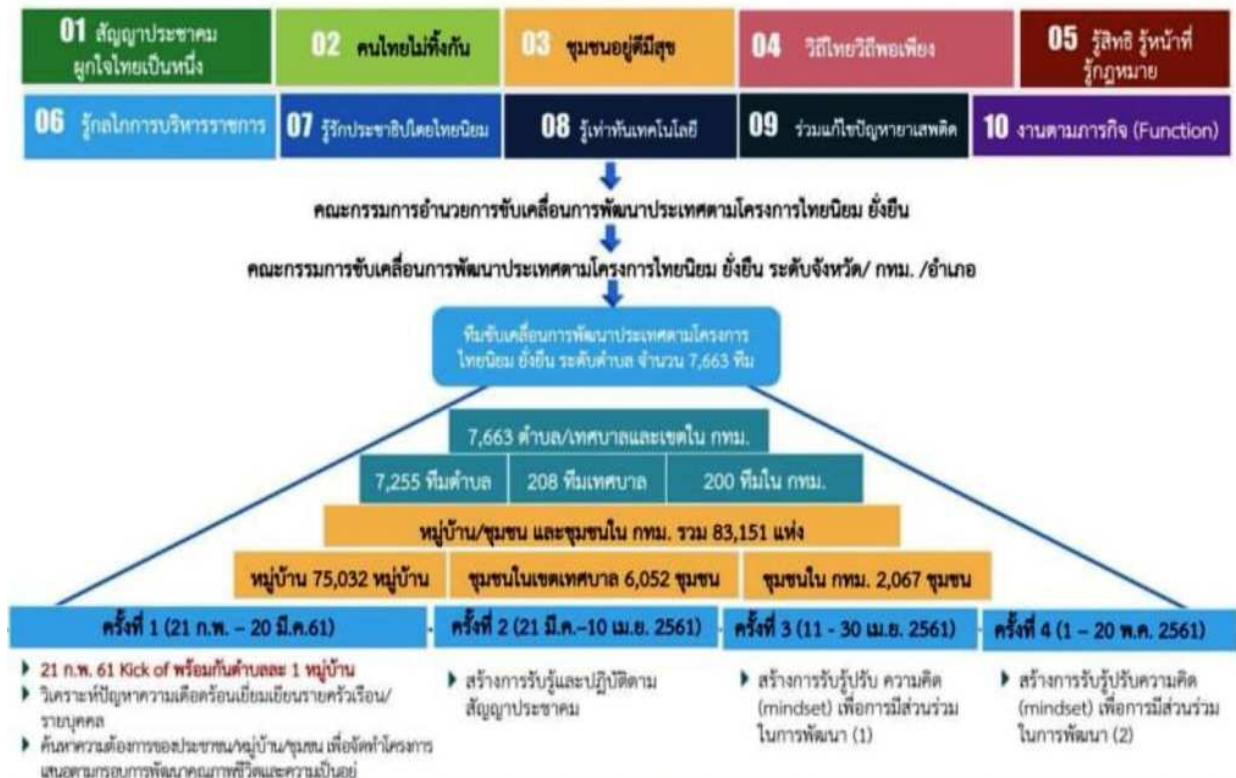 01 สัญญาประชาคม
ผูกใจไทยเป็นหนึ่ง
02 คนไทยไม่ทิ้งกัน
03 ชุมชนอยู่ดีมีสุข
04 วิถีไทยวิถีพอเพียง
05 รู้สิทธิ รู้หน้าที่
รู้กฎหมาย
06 รู้กลไกการบริหารราชการ
07 รู้รักประชาธิปไตยไทยนิยม
08 รู้เท่าทันเทคโนโลยี
09 ร่วมแก้ไขปัญหายาเสพติด
10 งานตามภารกิจ (Function)
คณะกรรมการอำนวยการขับเคลื่อนการพัฒนาประเทศตามโครงการไทยนิยม ยั่งยืน
คณะกรรมการขับเคลื่อนการพัฒนาประเทศตามโครงการไทยนิยม ยั่งยืน ระดับจังหวัด/ กทม. /อำเภอ
ทีมขับเคลื่อนการพัฒนาประเทศตามโครงการ
ไทยนิยม ยั่งยืน ระดับตำบล จำนวน 7,663 ทีม
7,663 ตำบล/เทศบาลและเขตใน กทม.
7,255 ทีมตำบล
208 ทีมเทศบาล
200 ทีมใน กทม.
หมู่บ้าน/ชุมชน และชุมชนใน กทม. รวม 83,151 แห่ง
หมู่บ้าน 75,032 หมู่บ้าน
ชุมชนในเขตเทศบาล 6,052 ชุมชน
ชุมชนใน กทม. 2,067 ชุมชน
ครั้งที่ 1 (21 ก.พ. – 20 มี.ค.61)
21 ก.พ. 61 Kick of พร้อมกันตำบลละ 1 หมู่บ้าน
วิเคราะห์ปัญหาความเดือดร้อนเยี่ยมเยียนรายครัวเรือน/
รายบุคคล
ค้นหาความต้องการของประชาชน/หมู่บ้าน/ชุมชน เพื่อจัดทำโครงการ
เสนอตามกรอบการพัฒนาคุณภาพชีวิตและความเป็นอยู่
ครั้งที่ 2 (21 มี.ค.–10 เม.ย. 2561)
สร้างการรับรู้และปฏิบัติตาม
สัญญาประชาคม
ครั้งที่ 3 (11 - 30 เม.ย. 2561)
สร้างการรับรู้ปรับ ความคิด
(mindset) เพื่อการมีส่วนร่วม
ในการพัฒนา (1)
ครั้งที่ 4 (1 – 20 พ.ค. 2561)
สร้างการรับรู้ปรับความคิด
(mindset) เพื่อการมีส่วนร่วม
ในการพัฒนา (2)